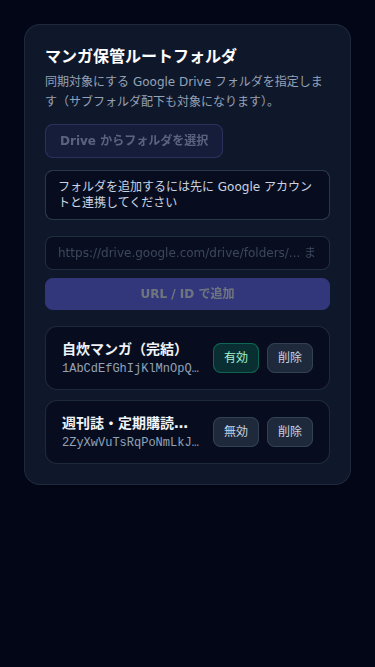 マンガ保管ルートフォルダ
同期対象にする Google Drive フォルダを指定しま
す（サブフォルダ配下も対象になります）。
Drive からフォルダを選択
フォルダを追加するには先に Google アカウン
トと連携してください
https://drive.google.com/drive/folders/... ま
URL / ID で追加
自炊マンガ（完結）
1AbCdEfGhIjKlMnOpQ…
有効
削除
週刊誌・定期購読…
2ZyXwVuTsRqPoNmLkJ…
無効
削除